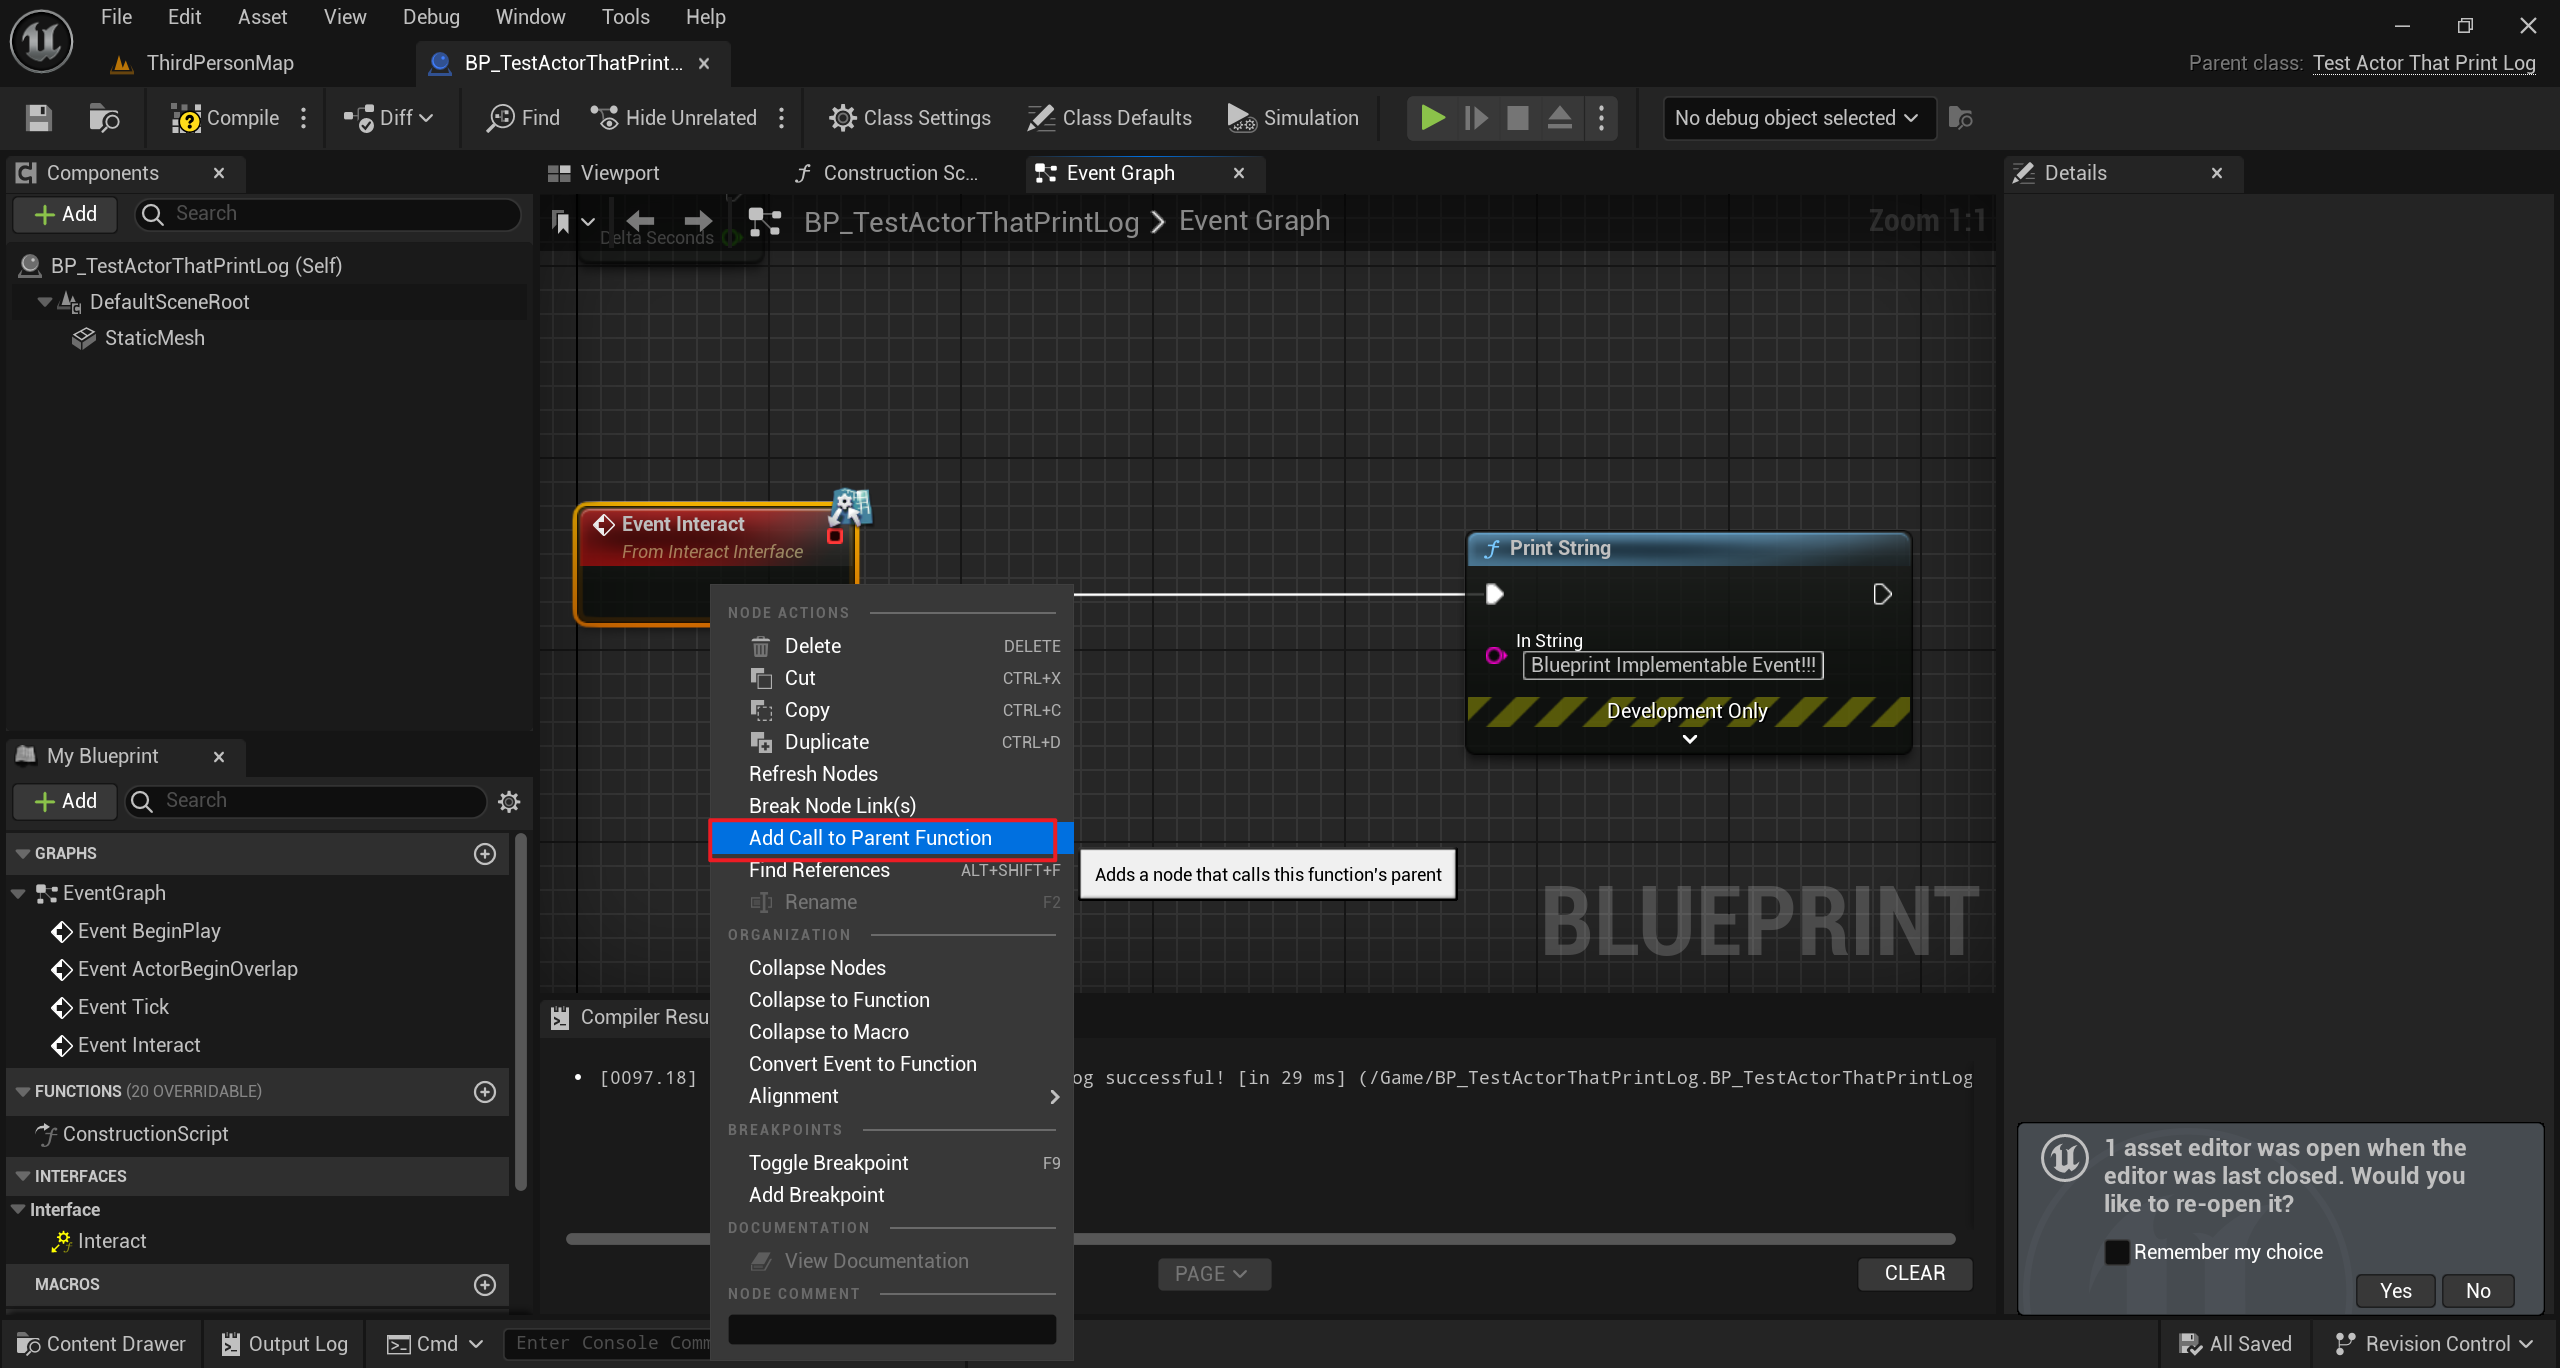 File Edit Asset View Debug Window Tools Help
ThirdPersonMap
BP_TestActorThatPrint...
Parent class: Test Actor That Print Log
Compile
Diff
Find
Hide Unrelated
Class Settings
Class Defaults
Simulation
No debug object selected
Components
Add
Search
BP_TestActorThatPrintLog (Self)
DefaultSceneRoot
StaticMesh
Viewport
Construction Sc...
Event Graph
BP_TestActorThatPrintLog > Event Graph
Zoom 1:1
Delta Seconds
Event Interact
From Interact Interface
Print String
In String
Blueprint Implementable Event!!!
Development Only
BLUEPRINT
NODE ACTIONS
Delete DELETE
Cut CTRL+X
Copy CTRL+C
Duplicate CTRL+D
Refresh Nodes
Break Node Link(s)
Add Call to Parent Function
Find References ALT+SHIFT+F
Rename F2
ORGANIZATION
Collapse Nodes
Collapse to Function
Collapse to Macro
Convert Event to Function
Alignment
BREAKPOINTS
Toggle Breakpoint F9
Add Breakpoint
DOCUMENTATION
View Documentation
NODE COMMENT
Adds a node that calls this function's parent
My Blueprint
Add
Search
GRAPHS
EventGraph
Event BeginPlay
Event ActorBeginOverlap
Event Tick
Event Interact
FUNCTIONS (20 OVERRIDABLE)
ConstructionScript
INTERFACES
Interface
Interact
MACROS
Compiler Resu
[0097.18] og successful! [in 29 ms] (/Game/BP_TestActorThatPrintLog.BP_TestActorThatPrintLog
PAGE
CLEAR
Details
1 asset editor was open when the
editor was last closed. Would you
like to re-open it?
Remember my choice
Yes
No
Content Drawer
Output Log
Cmd
Enter Console Comm
All Saved
Revision Control